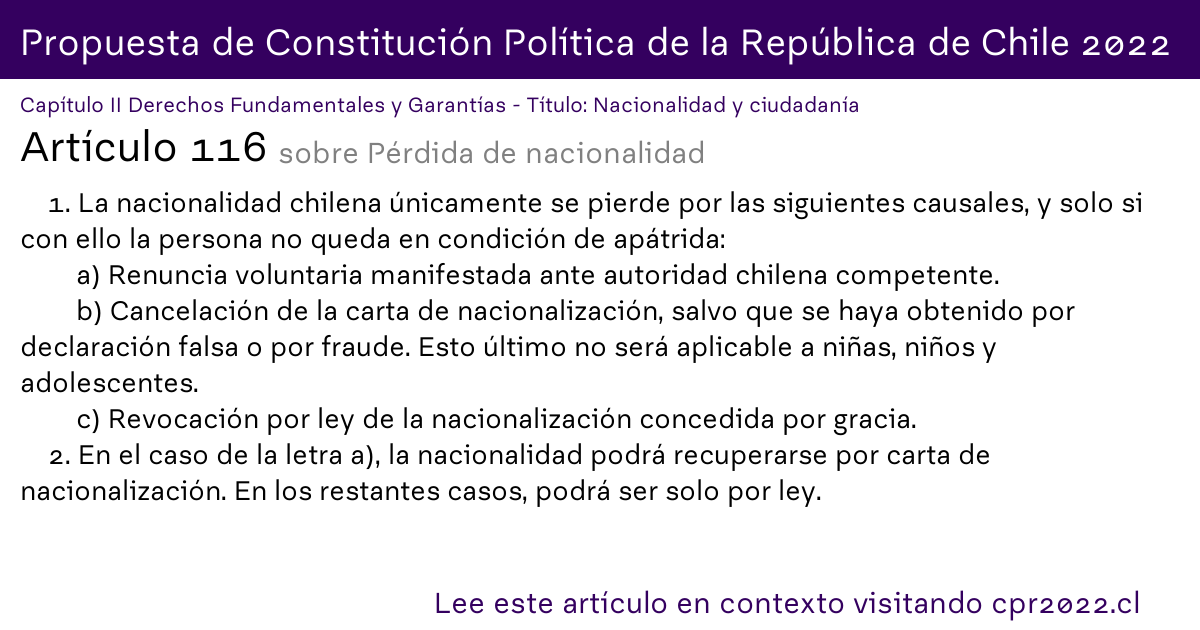 Propuesta de Constitución Política de la República de Chile 2022
Capítulo II Derechos Fundamentales y Garantías - Título: Nacionalidad y ciudadanía
Artículo 116 sobre Pérdida de nacionalidad
1. La nacionalidad chilena únicamente se pierde por las siguientes causales, y solo si
con ello la persona no queda en condición de apátrida:
a) Renuncia voluntaria manifestada ante autoridad chilena competente.
b) Cancelación de la carta de nacionalización, salvo que se haya obtenido por
declaración falsa o por fraude. Esto último no será aplicable a niñas, niños y
adolescentes.
c) Revocación por ley de la nacionalización concedida por gracia.
2. En el caso de la letra a), la nacionalidad podrá recuperarse por carta de
nacionalización. En los restantes casos, podrá ser solo por ley.
Lee este artículo en contexto visitando cpr2022.cl